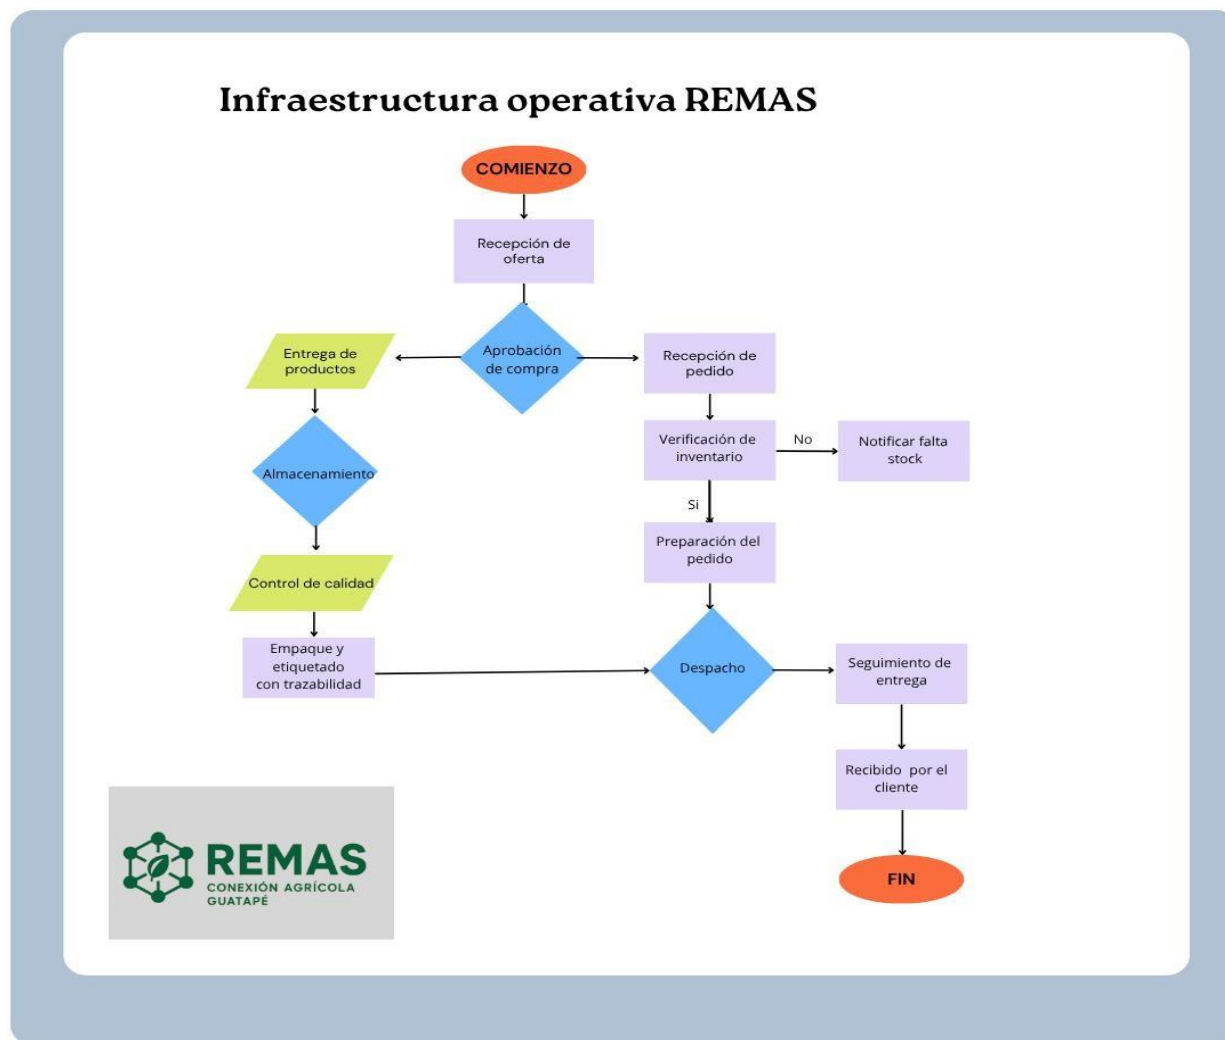 Infraestructura operativa REMAS
COMIENZO
Recepción de
oferta
Aprobación
de compra
Entrega de
productos
Recepción de
pedido
Almacenamiento
Verificación de
inventario
No
Notificar falta
stock
Si
Preparación del
pedido
Control de calidad
Empaque y
etiquetado
con trazabilidad
Despacho
Seguimiento de
entrega
Recibido  por el
cliente
FIN
REMAS
CONEXIÓN AGRÍCOLA
GUATAPÉ